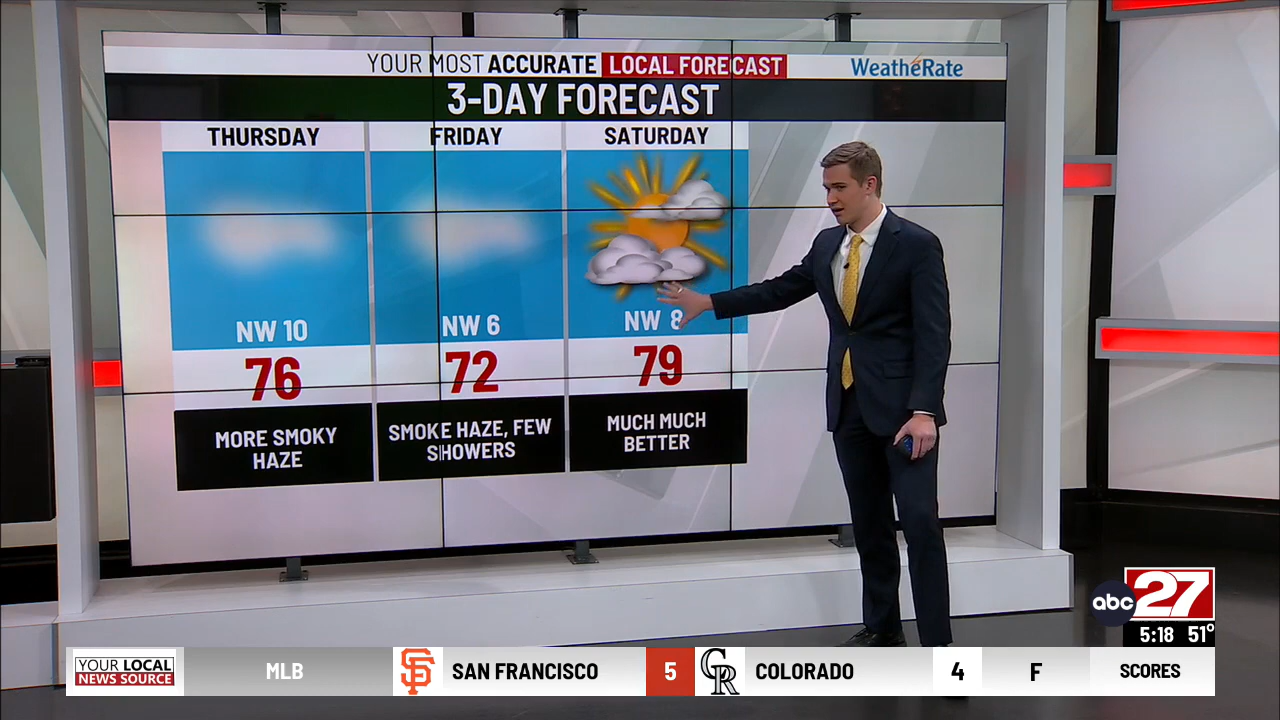 YOUR MOST ACCURATE LOCAL FORECAST
WeatheRate
3-DAY FORECAST
THURSDAY
NW 10
76
MORE SMOKY
HAZE
FRIDAY
NW 6
72
SMOKE HAZE, FEW
SHOWERS
SATURDAY
NW 8
79
MUCH MUCH
BETTER
abc 27
5:18 51°
YOUR LOCAL
NEWS SOURCE
MLB
SF SAN FRANCISCO 5
CR COLORADO 4
F
SCORES